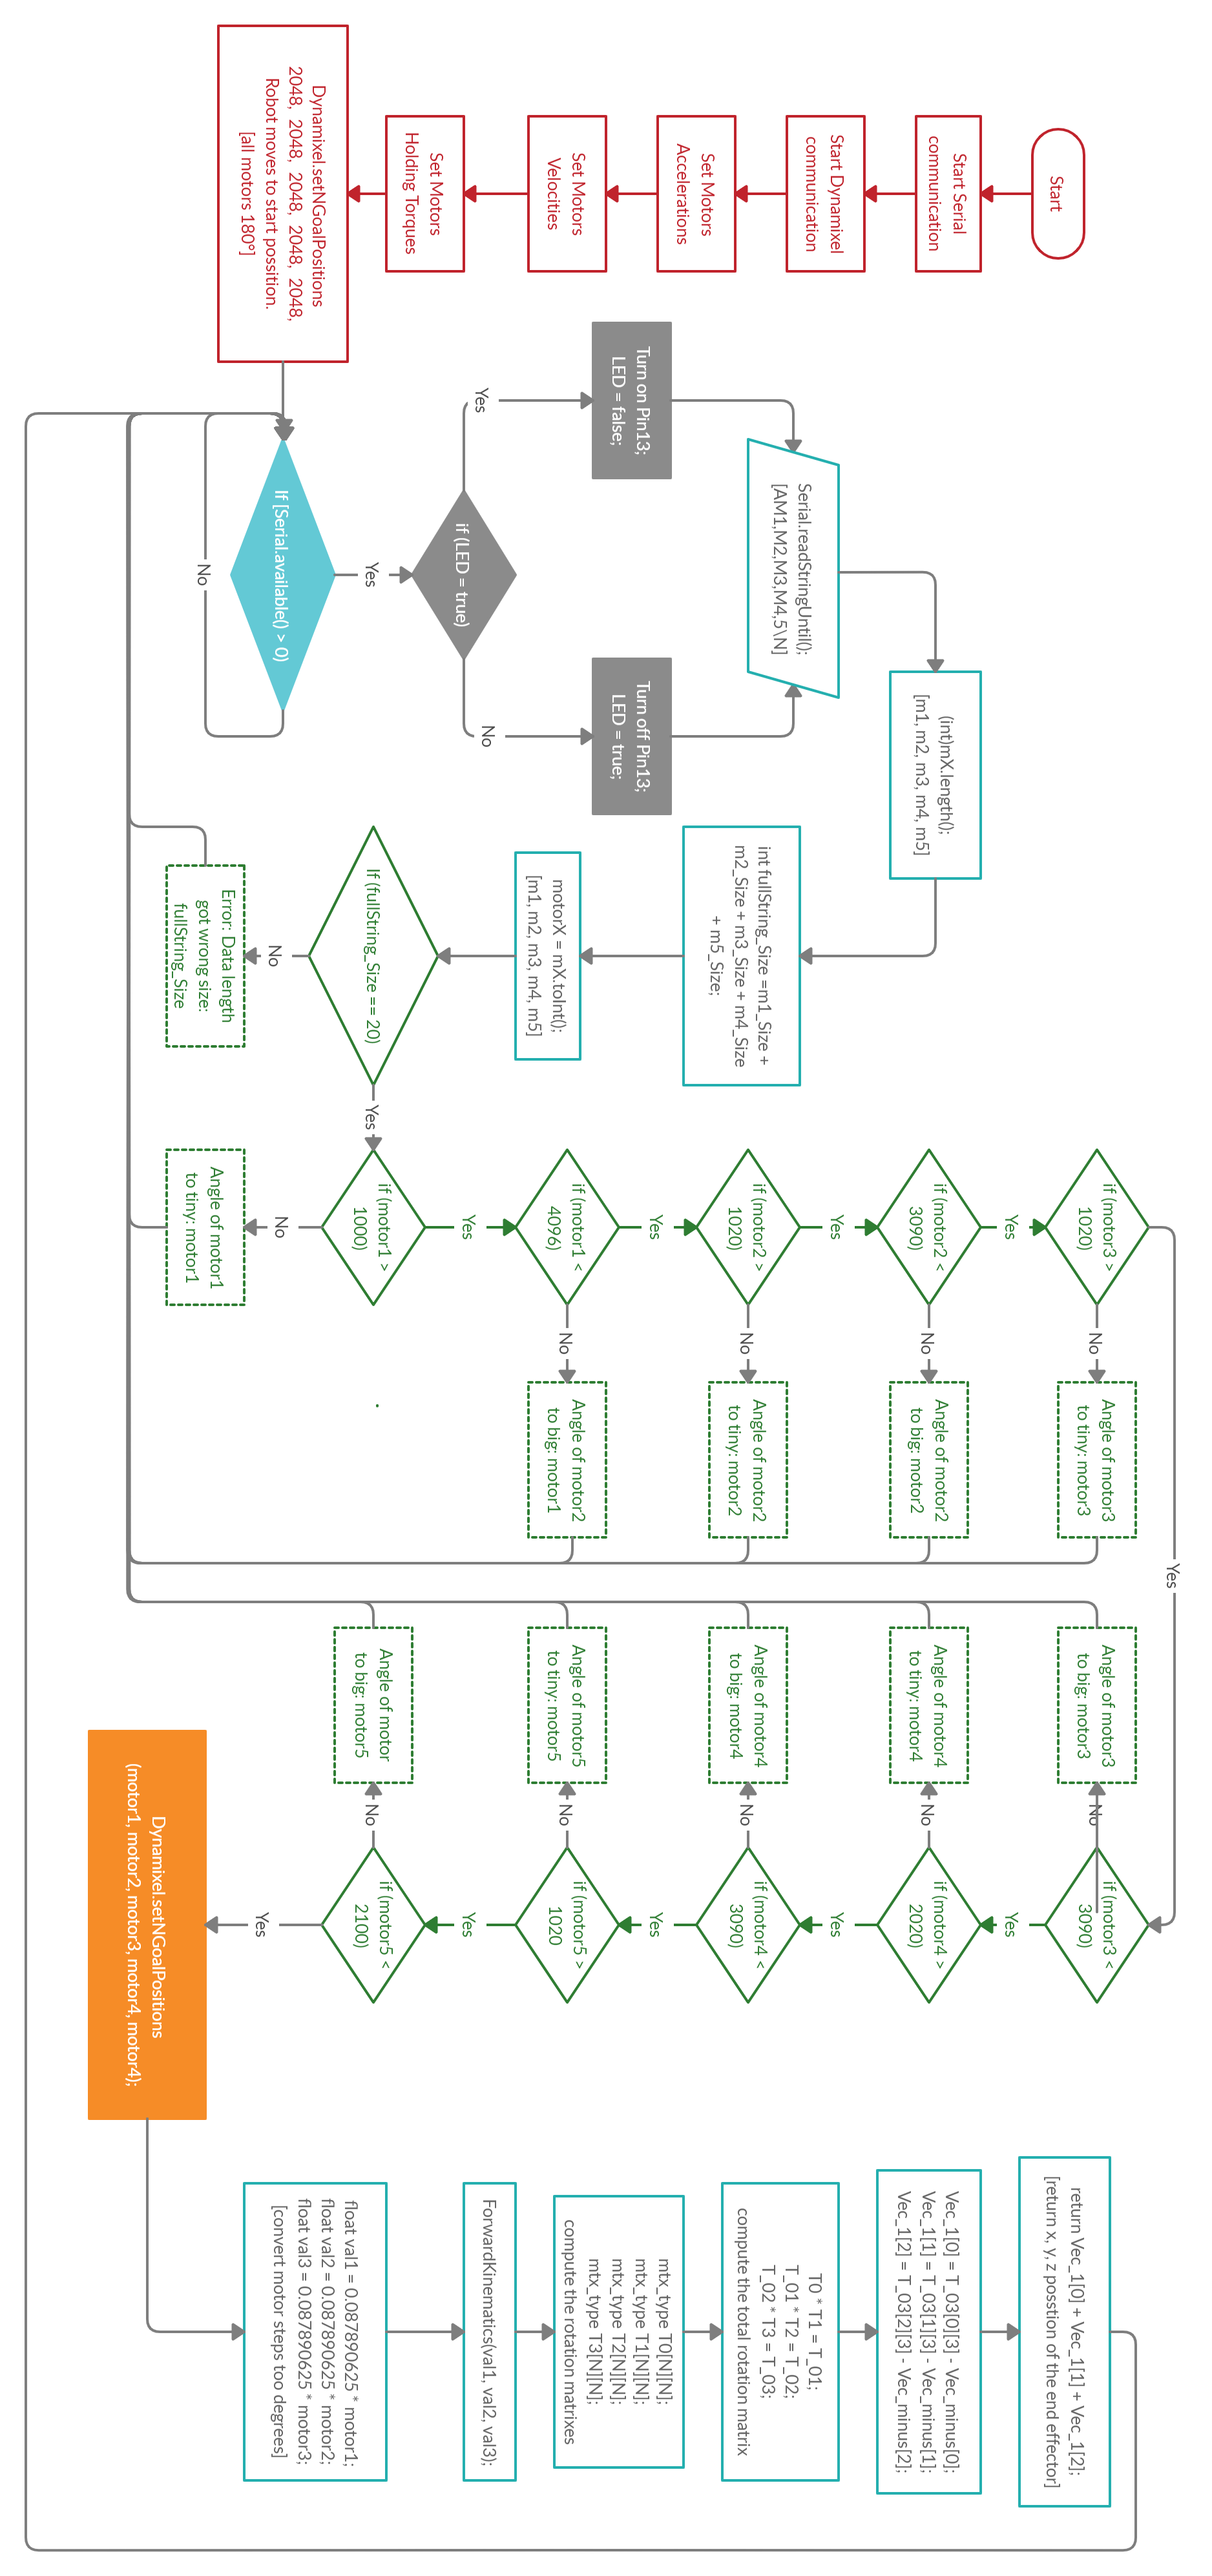 Start
Start Serial
communication
Start Dynamixel
communication
Set Motors
Accelerations
Set Motors
Velocities
Set Motors
Holding Torques
Dynamixel.setNGoalPositions
2048, 2048, 2048, 2048, 2048,
Robot moves to start possition.
[all motors 180°]
If [Serial.available() > 0)
No
Yes
if (LED = true)
Yes
No
Turn on Pin13;
LED = false;
Turn off Pin13;
LED = true;
Serial.readStringUntil();
[AM1,M2,M3,M4,5\N]
(int)mX.length();
[m1, m2, m3, m4, m5]
int fullString_Size =m1_Size +
m2_Size + m3_Size + m4_Size
+ m5_Size;
motorX = mX.toInt();
[m1, m2, m3, m4, m5]
If (fullString_Size == 20)
No
Error: Data length
got wrong size:
fullString_Size
Yes
if (motor1 >
1000)
No
Angle of motor1
to tiny: motor1
Yes
if (motor1 <
4096)
No
Angle of motor2
to big: motor1
Yes
if (motor2 >
1020)
No
Angle of motor2
to tiny: motor2
Yes
if (motor2 <
3090)
No
Angle of motor2
to big: motor2
Yes
if (motor3 >
1020)
No
Angle of motor3
to tiny: motor3
Yes
if (motor3 <
3090)
No
Angle of motor3
to big: motor3
Yes
if (motor4 >
2020)
No
Angle of motor4
to tiny: motor4
Yes
if (motor4 <
3090)
No
Angle of motor4
to big: motor4
Yes
if (motor5 >
1020
No
Angle of motor5
to tiny: motor5
Yes
if (motor5 <
2100)
No
Angle of motor
to big: motor5
Yes
Dynamixel.setNGoalPositions
(motor1, motor2, motor3, motor4, motor4);
float val1 = 0.087890625 * motor1;
float val2 = 0.087890625 * motor2;
float val3 = 0.087890625 * motor3;
[convert motor steps too degrees]
ForwardKinematics(val1, val2, val3);
mtx_type T0[N][N];
mtx_type T1[N][N];
mtx_type T2[N][N];
mtx_type T3[N][N];
compute the rotation matrixes
T0 * T1 = T_01;
T_01 * T2 = T_02;
T_02 * T3 = T_03;
compute the total rotation matrix
Vec_1[0] = T_03[0][3] - Vec_minus[0];
Vec_1[1] = T_03[1][3] - Vec_minus[1];
Vec_1[2] = T_03[2][3] - Vec_minus[2];
return Vec_1[0] + Vec_1[1] + Vec_1[2];
[return x, y, z posstion of the end effector]